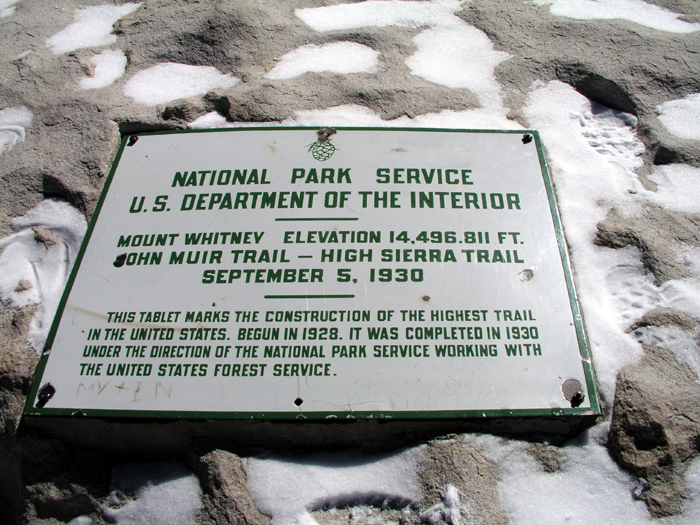 NATIONAL PARK SERVICE
U.S. DEPARTMENT OF THE INTERIOR
MOUNT WHITNEY ELEVATION 14,496.811 FT.
JOHN MUIR TRAIL — HIGH SIERRA TRAIL
SEPTEMBER 5, 1930
THIS TABLET MARKS THE CONSTRUCTION OF THE HIGHEST TRAIL
IN THE UNITED STATES. BEGUN IN 1928. IT WAS COMPLETED IN 1930
UNDER THE DIRECTION OF THE NATIONAL PARK SERVICE WORKING WITH
THE UNITED STATES FOREST SERVICE.